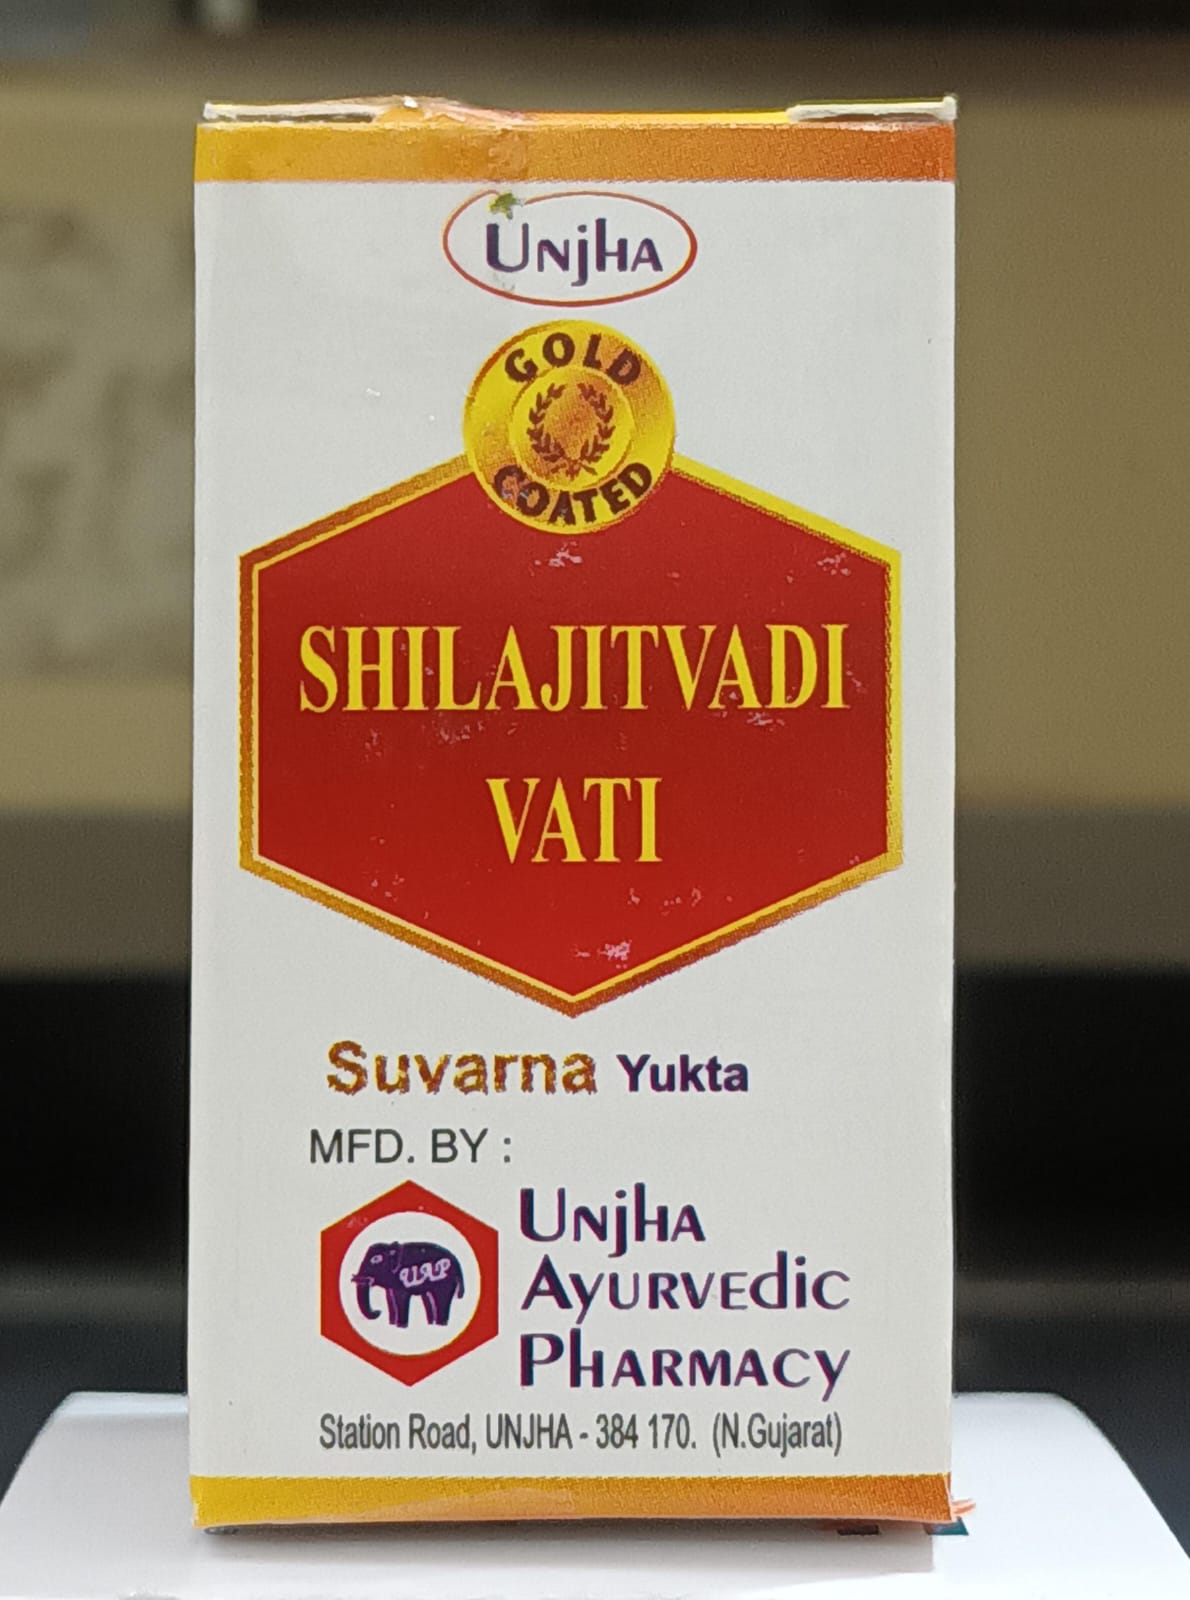 UNJHA
GOLD
COATED
SHILAJITVADI
VATI
Suvarna Yukta
MFD. BY :
UAP
UNJHA
AYURVEDIC
PHARMACY
Station Road, UNJHA - 384 170. (N.Gujarat)